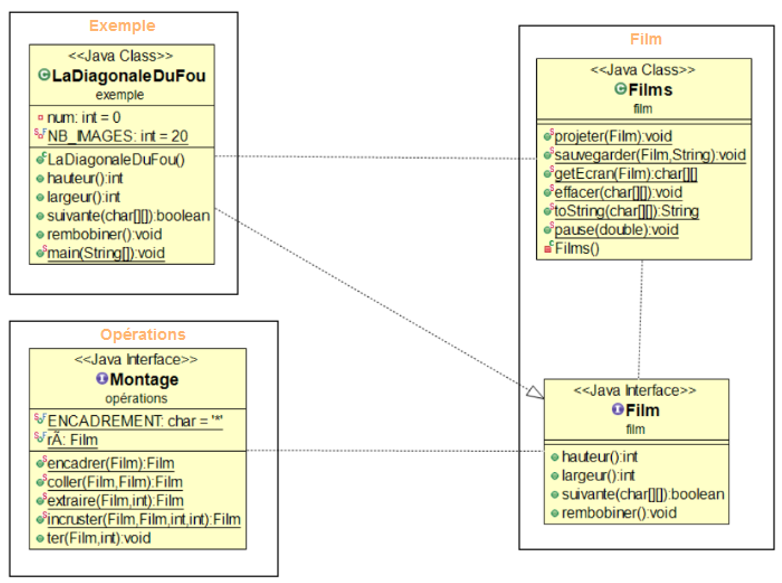 Exemple
<<Java Class>>
LaDiagonaleDuFou
exemple
num: int = 0
NB_IMAGES: int = 20
LaDiagonaleDuFou()
hauteur():int
largeur():int
suivante(char[][]):boolean
rembobiner():void
main(String[]):void
Film
<<Java Class>>
Films
film
projeter(Film):void
sauvegarder(Film,String):void
getEcran(Film):char[][]
effacer(char[][]):void
toString(char[][]):String
pause(double):void
Films()
Opérations
<<Java Interface>>
Montage
opérations
ENCADREMENT: char = '*'
rÃ: Film
encadrer(Film):Film
coller(Film,Film):Film
extraire(Film,int):Film
incruster(Film,Film,int,int):Film
ter(Film,int):void
<<Java Interface>>
Film
film
hauteur():int
largeur():int
suivante(char[][]):boolean
rembobiner():void